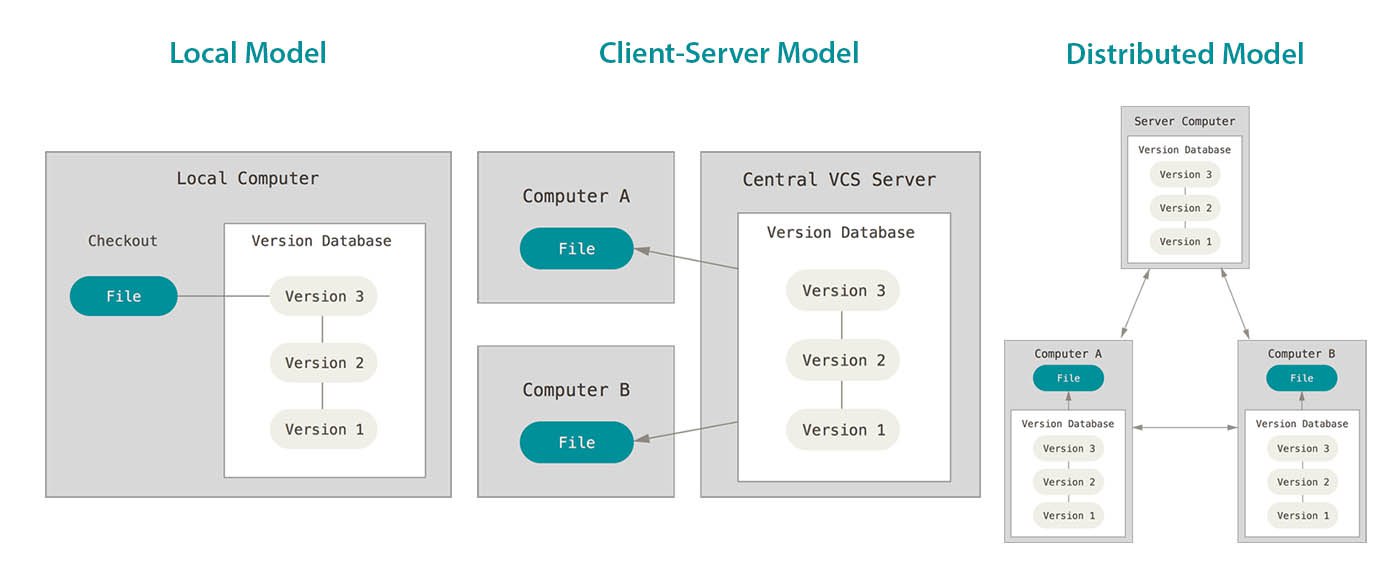 Local Model
Local Computer
Checkout
File
Version Database
Version 3
Version 2
Version 1
Client-Server Model
Computer A
File
Computer B
File
Central VCS Server
Version Database
Version 3
Version 2
Version 1
Distributed Model
Server Computer
Version Database
Version 3
Version 2
Version 1
Computer A
File
Version Database
Version 3
Version 2
Version 1
Computer B
File
Version Database
Version 3
Version 2
Version 1